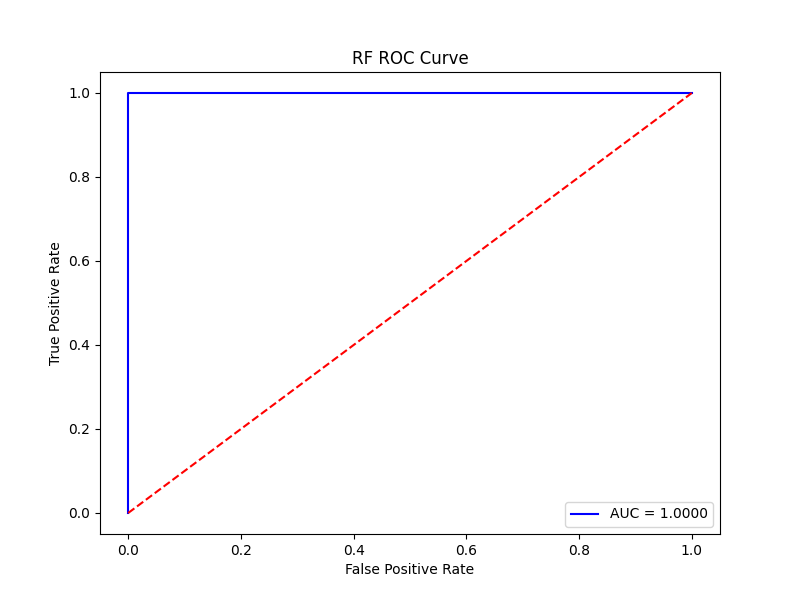 RF ROC Curve
True Positive Rate
1.0
0.8
0.6
0.4
0.2
0.0
AUC = 1.0000
0.0 0.2 0.4 0.6 0.8 1.0
False Positive Rate